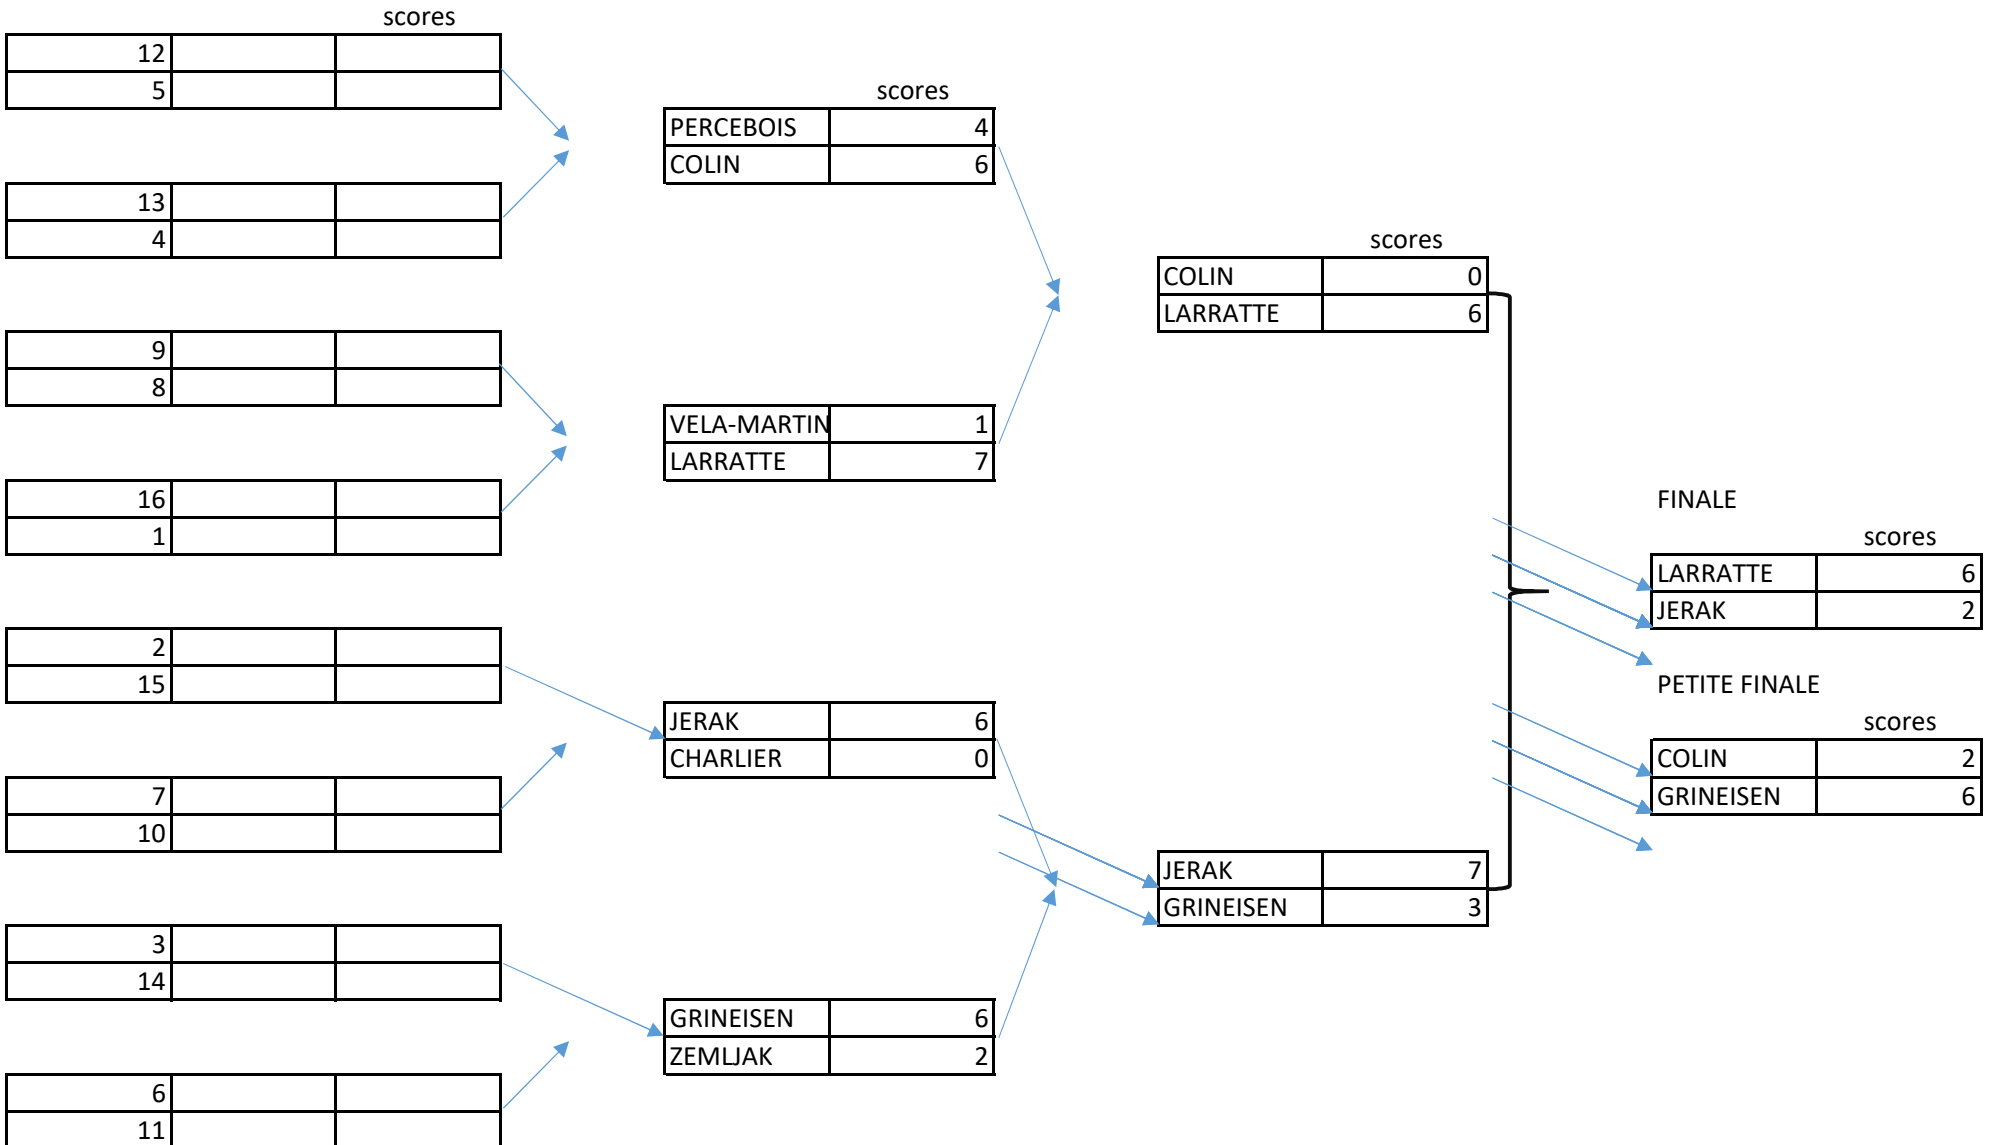 scores
12
5
13
4
9
8
16
1
2
15
7
10
3
14
6
11
scores
PERCEBOIS 4
COLIN 6
VELA-MARTIN 1
LARRATTE 7
JERAK 6
CHARLIER 0
GRINEISEN 6
ZEMLJAK 2
scores
COLIN 0
LARRATTE 6
JERAK 7
GRINEISEN 3
FINALE
scores
LARRATTE 6
JERAK 2
PETITE FINALE
scores
COLIN 2
GRINEISEN 6